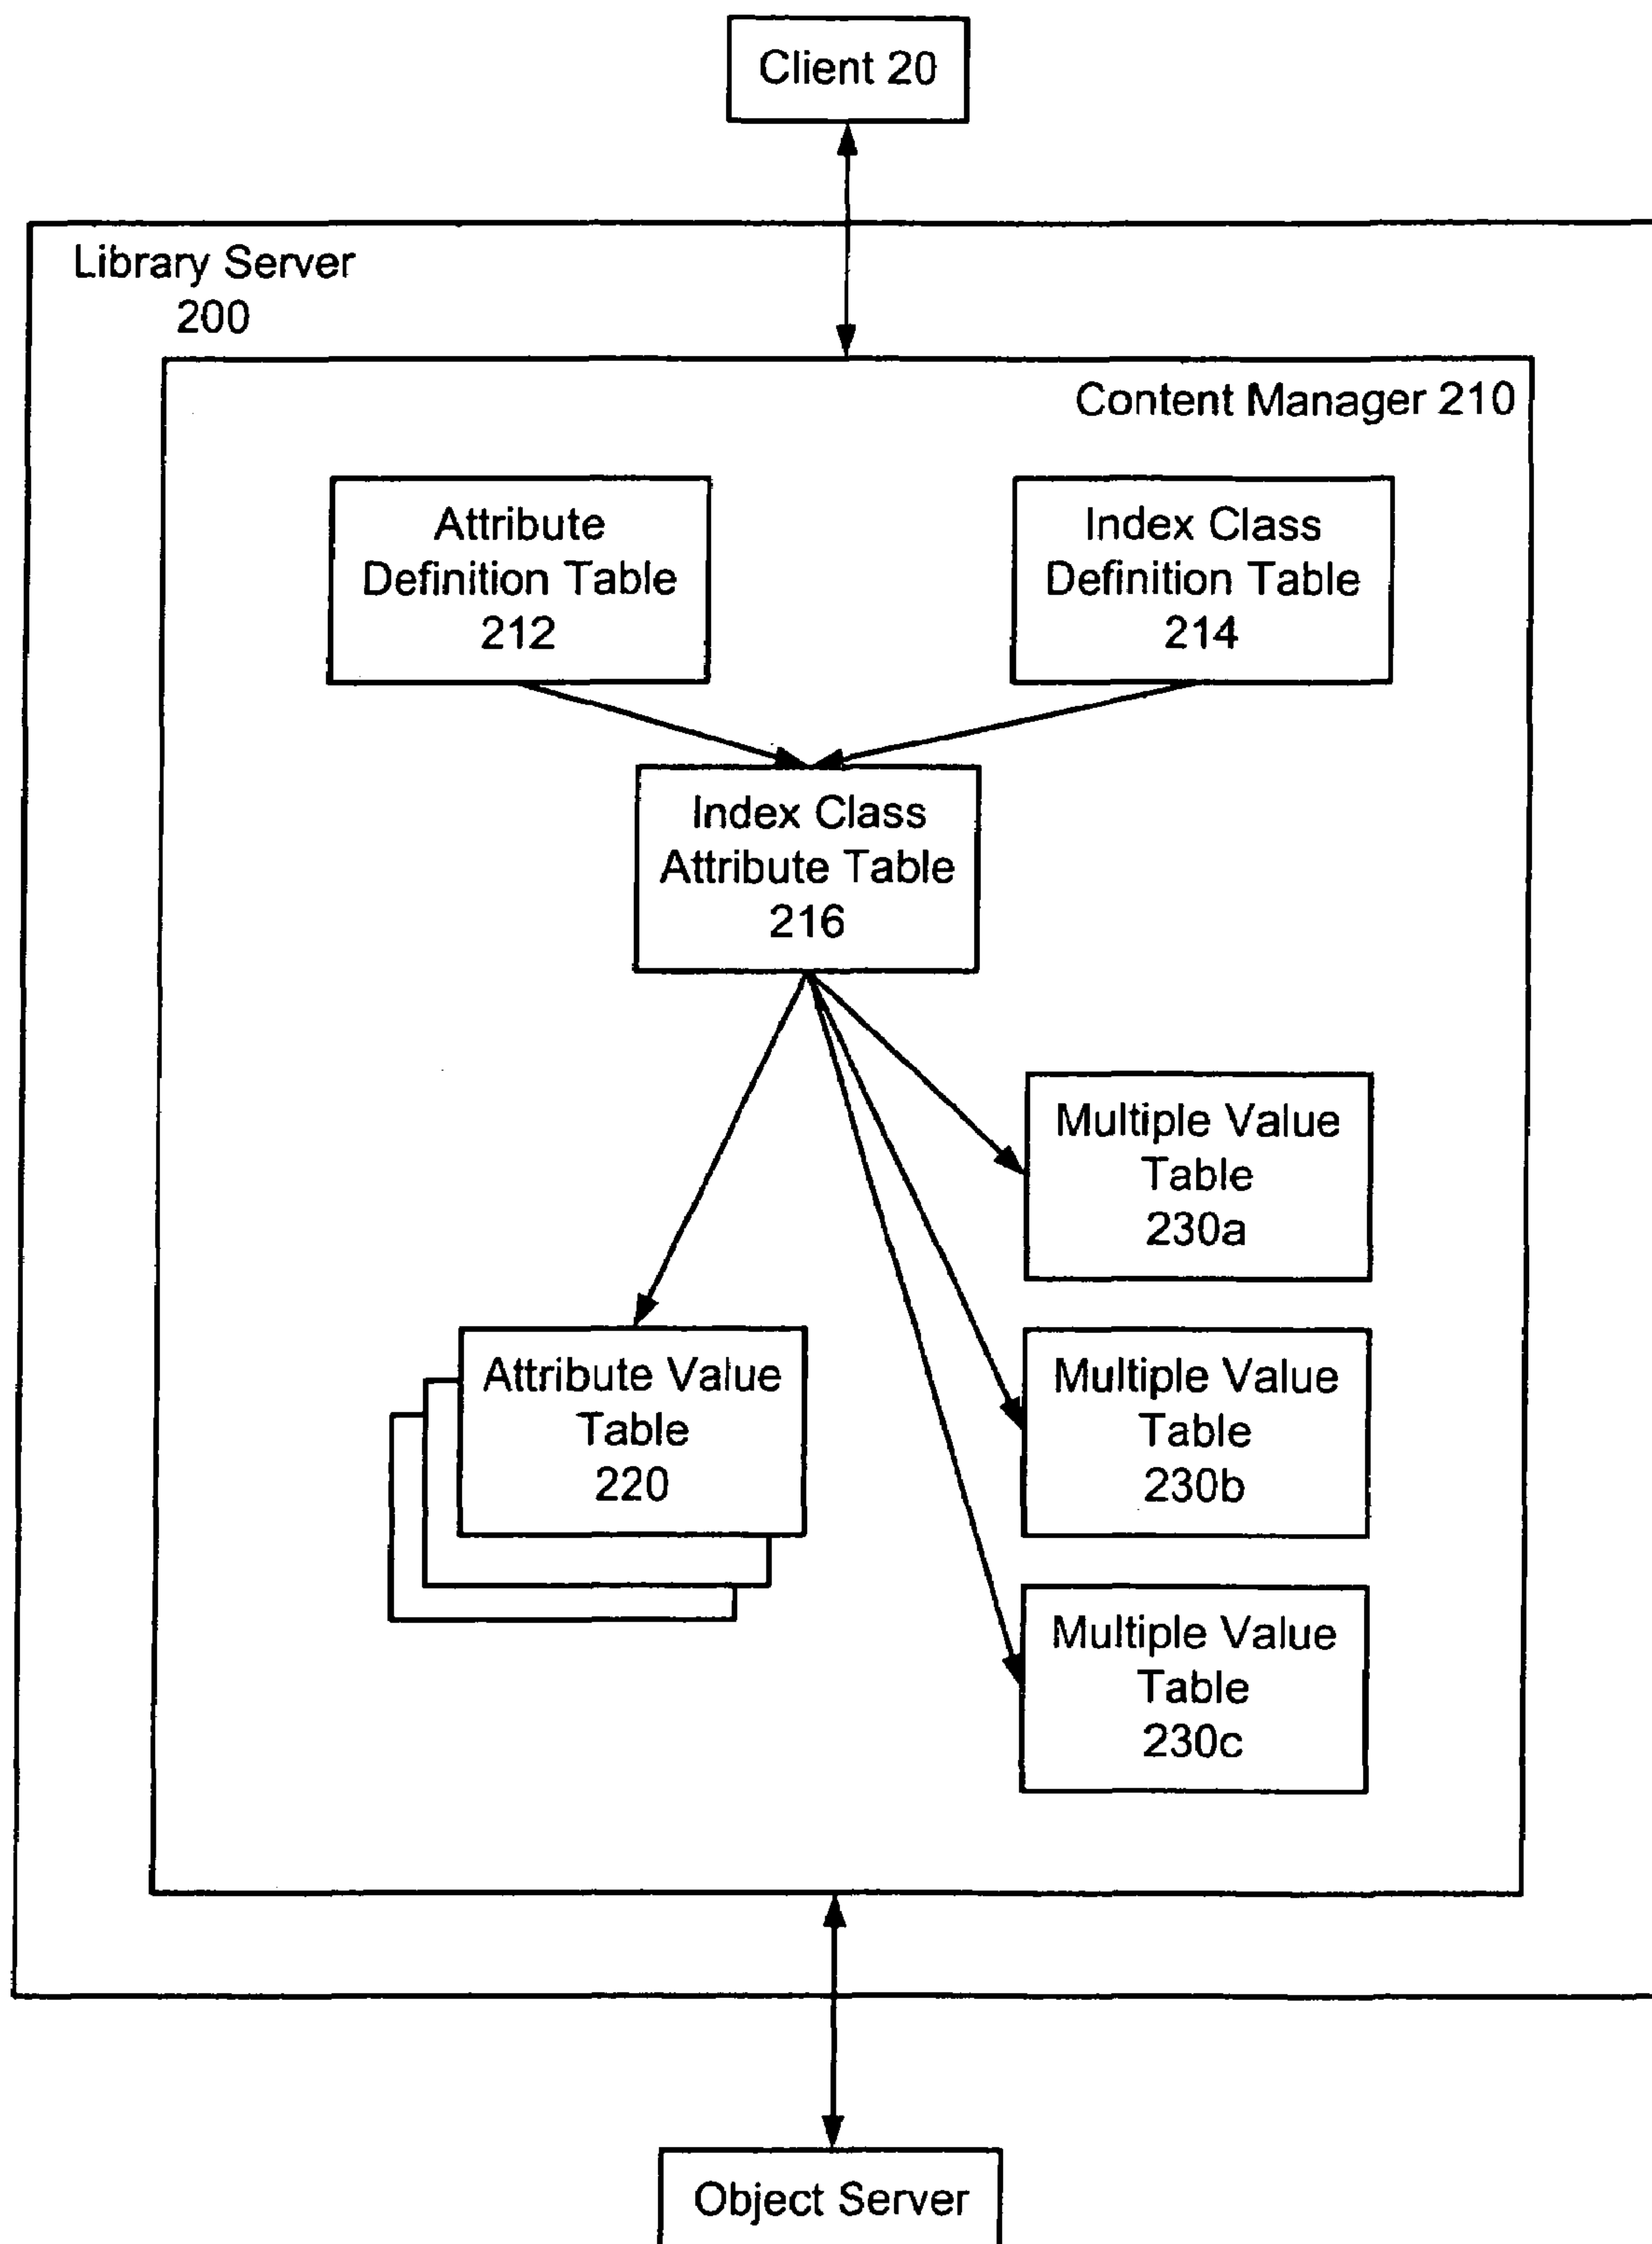 Client 20
Library Server
200
Content Manager 210
Attribute
Definition Table
212
Index Class
Definition Table
214
Index Class
Attribute Table
216
Multiple Value
Table
230a
Attribute Value
Table
220
Multiple Value
Table
230b
Multiple Value
Table
230c
Object Server